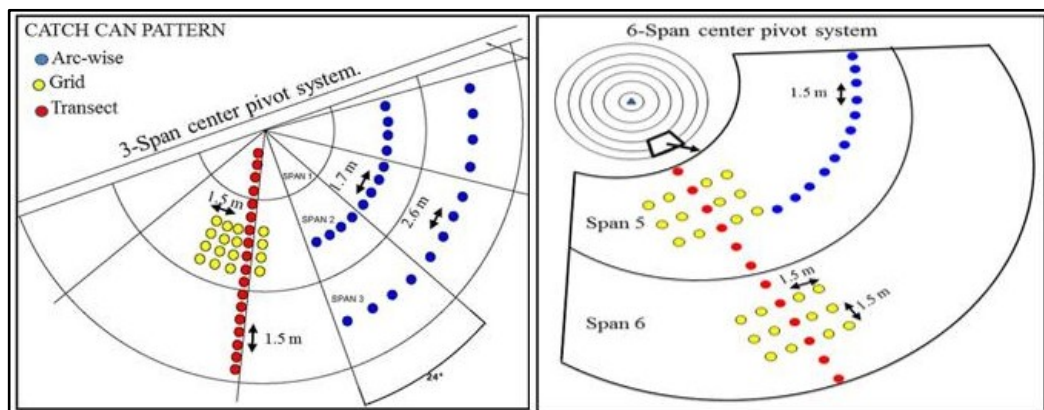 CATCH CAN PATTERN
Arc-wise
Grid
Transect
3-Span center pivot system.
SPAN 1
1.7 m
1.5 m
2.6 m
SPAN 2
SPAN 3
1.5 m
24°
6-Span center pivot system
1.5 m
Span 5
1.5 m
1.5 m
Span 6